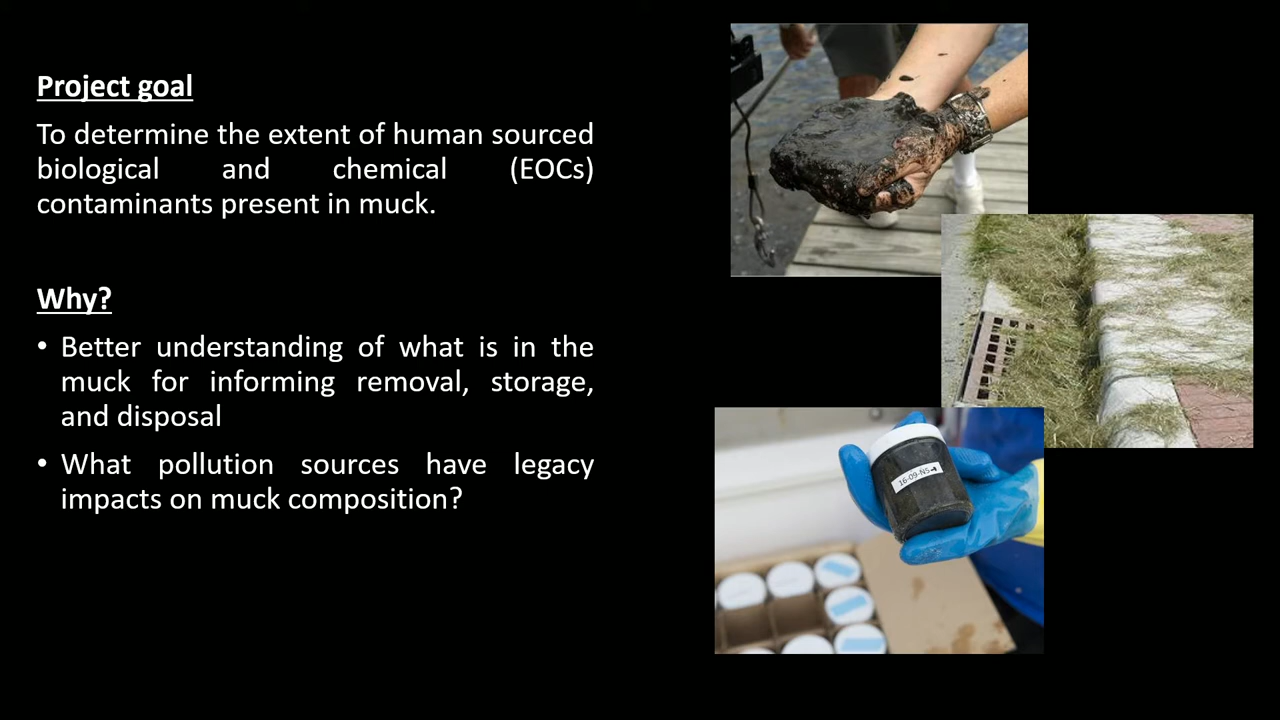 Project goal
To determine the extent of human sourced
biological and chemical (EOCs)
contaminants present in muck.
Why?
• Better understanding of what is in the
muck for informing removal, storage,
and disposal
• What pollution sources have legacy
impacts on muck composition?